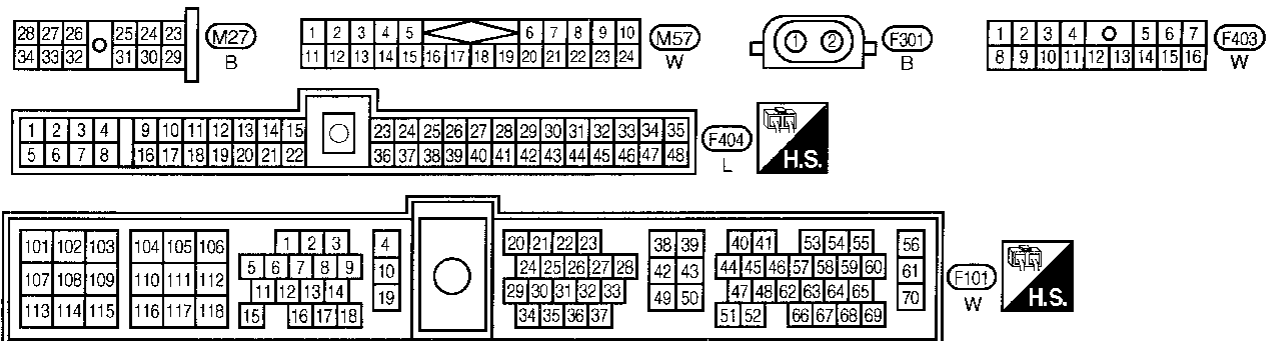 28 27 26 25 24 23 M27
34 33 32 31 30 29 B
1 2 3 4 5 6 7 8 9 10 M57
11 12 13 14 15 16 17 18 19 20 21 22 23 24 W
1 2 F301
B
1 2 3 4 5 6 7 F403
8 9 10 11 12 13 14 15 16 W
1 2 3 4 9 10 11 12 13 14 15 23 24 25 26 27 28 29 30 31 32 33 34 35 F404
5 6 7 8 16 17 18 19 20 21 22 36 37 38 39 40 41 42 43 44 45 46 47 48 L
H.S.
101 102 103 104 105 106 1 2 3 4 20 21 22 23 38 39 40 41 53 54 55 56
107 108 109 110 111 112 5 6 7 8 9 10 24 25 26 27 28 42 43 44 45 46 57 58 59 60 61 F101
113 114 115 116 117 118 11 12 13 14 19 29 30 31 32 33 49 50 47 48 62 63 64 65 70 W
15 16 17 18 34 35 36 37 51 52 66 67 68 69
H.S.